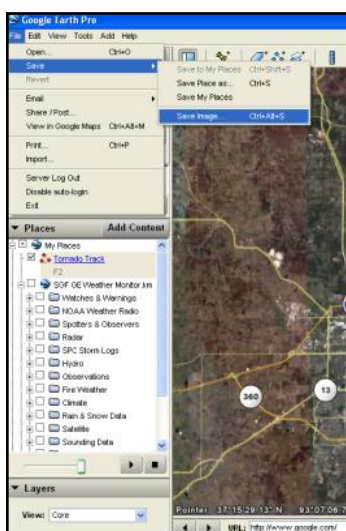 Google Earth Pro
File Edit View Tools Add Help
Open... Ctrl+O
Save
Revert
Email
Share / Post...
View in Google Maps Ctrl+Alt+M
Print... Ctrl+P
Import...
Server Log Out
Disable auto-login
Exit
Save to My Places Ctrl+Shift+S
Save Place as... Ctrl+S
Save My Places
Save Image... Ctrl+Alt+S
Places Add Content
My Places
Tornado Track
F2
SGF GE Weather Monitor.km
Watches & Warnings
NOAA Weather Radio
Spotters & Observers
Radar
SPC Storm Logs
Hydro
Observations
Fire Weather
Climate
Rain & Snow Data
Satellite
Sounding Data
Layers
View: Core
360
13
Pointer 37°15'29.13" N 93°07'06.7
URL: http://www.google.com/